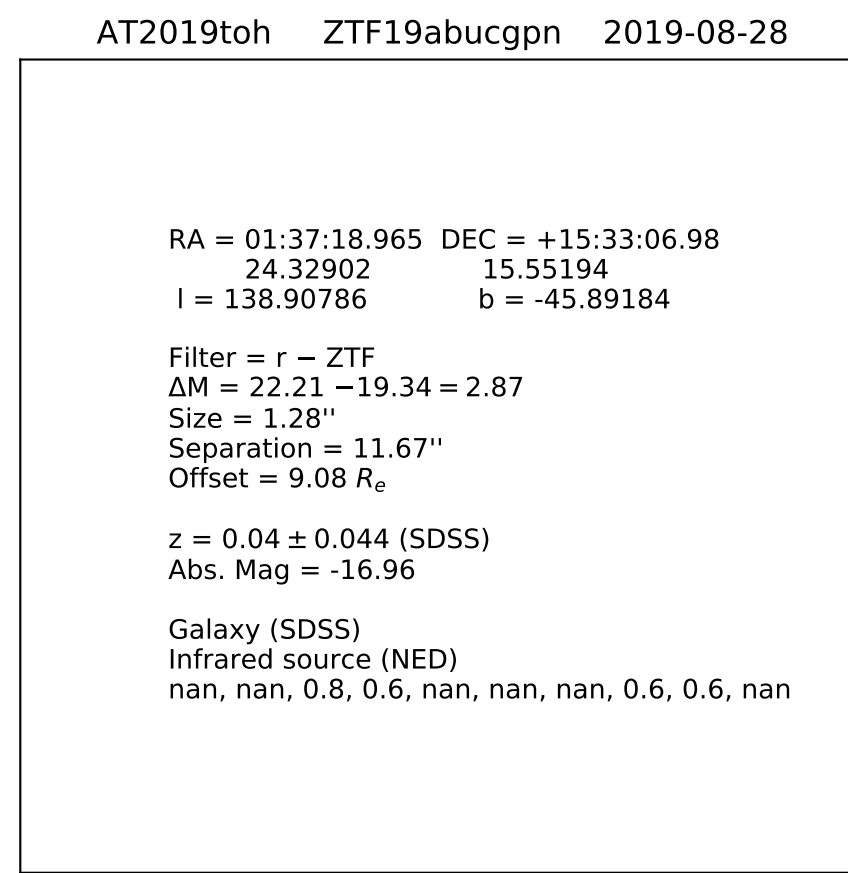 AT2019toh ZTF19abucgpn 2019-08-28
RA = 01:37:18.965 DEC = +15:33:06.98
24.32902 15.55194
l = 138.90786 b = -45.89184
Filter = r − ZTF
ΔM = 22.21 −19.34 = 2.87
Size = 1.28''
Separation = 11.67''
Offset = 9.08 Rₑ
z = 0.04 ± 0.044 (SDSS)
Abs. Mag = -16.96
Galaxy (SDSS)
Infrared source (NED)
nan, nan, 0.8, 0.6, nan, nan, nan, 0.6, 0.6, nan